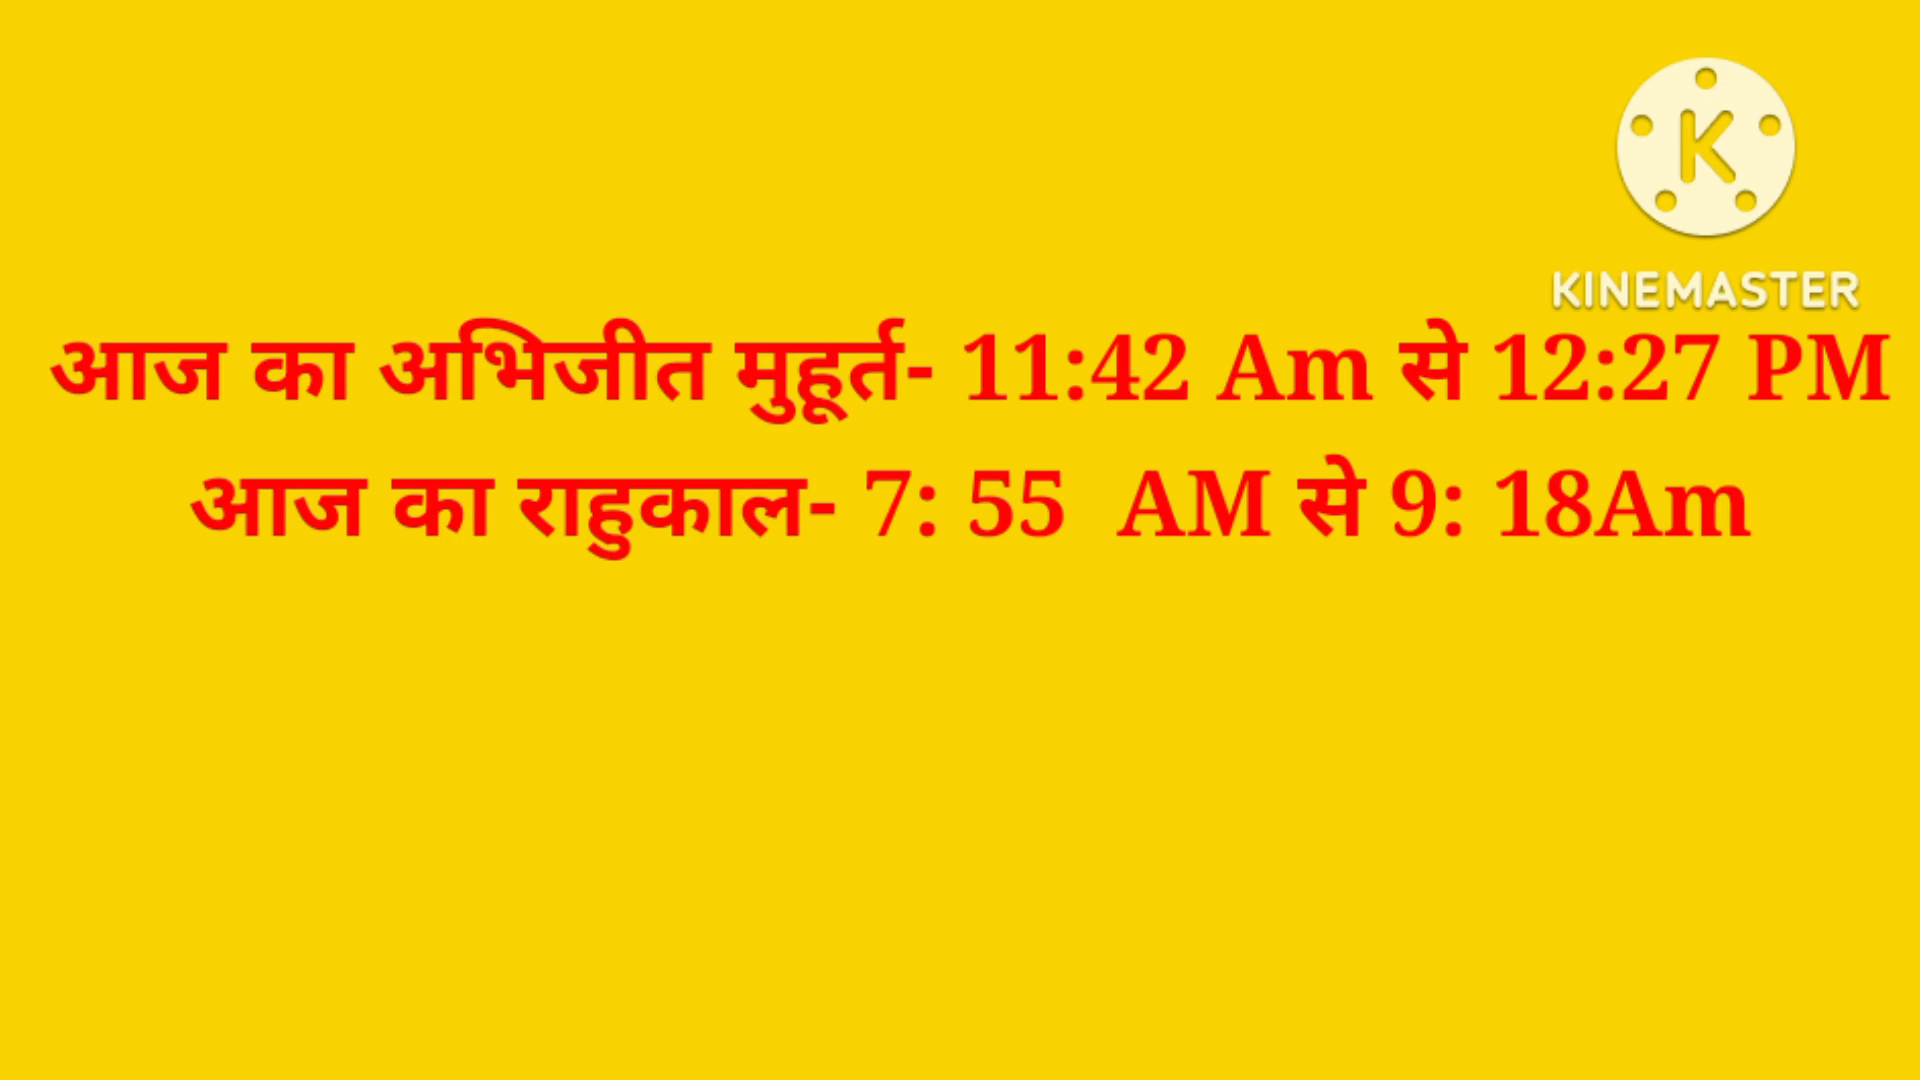 KINEMASTER
आज का अभिजीत मुहूर्त- 11:42 Am से 12:27 PM
आज का राहुकाल- 7: 55  AM से 9: 18Am